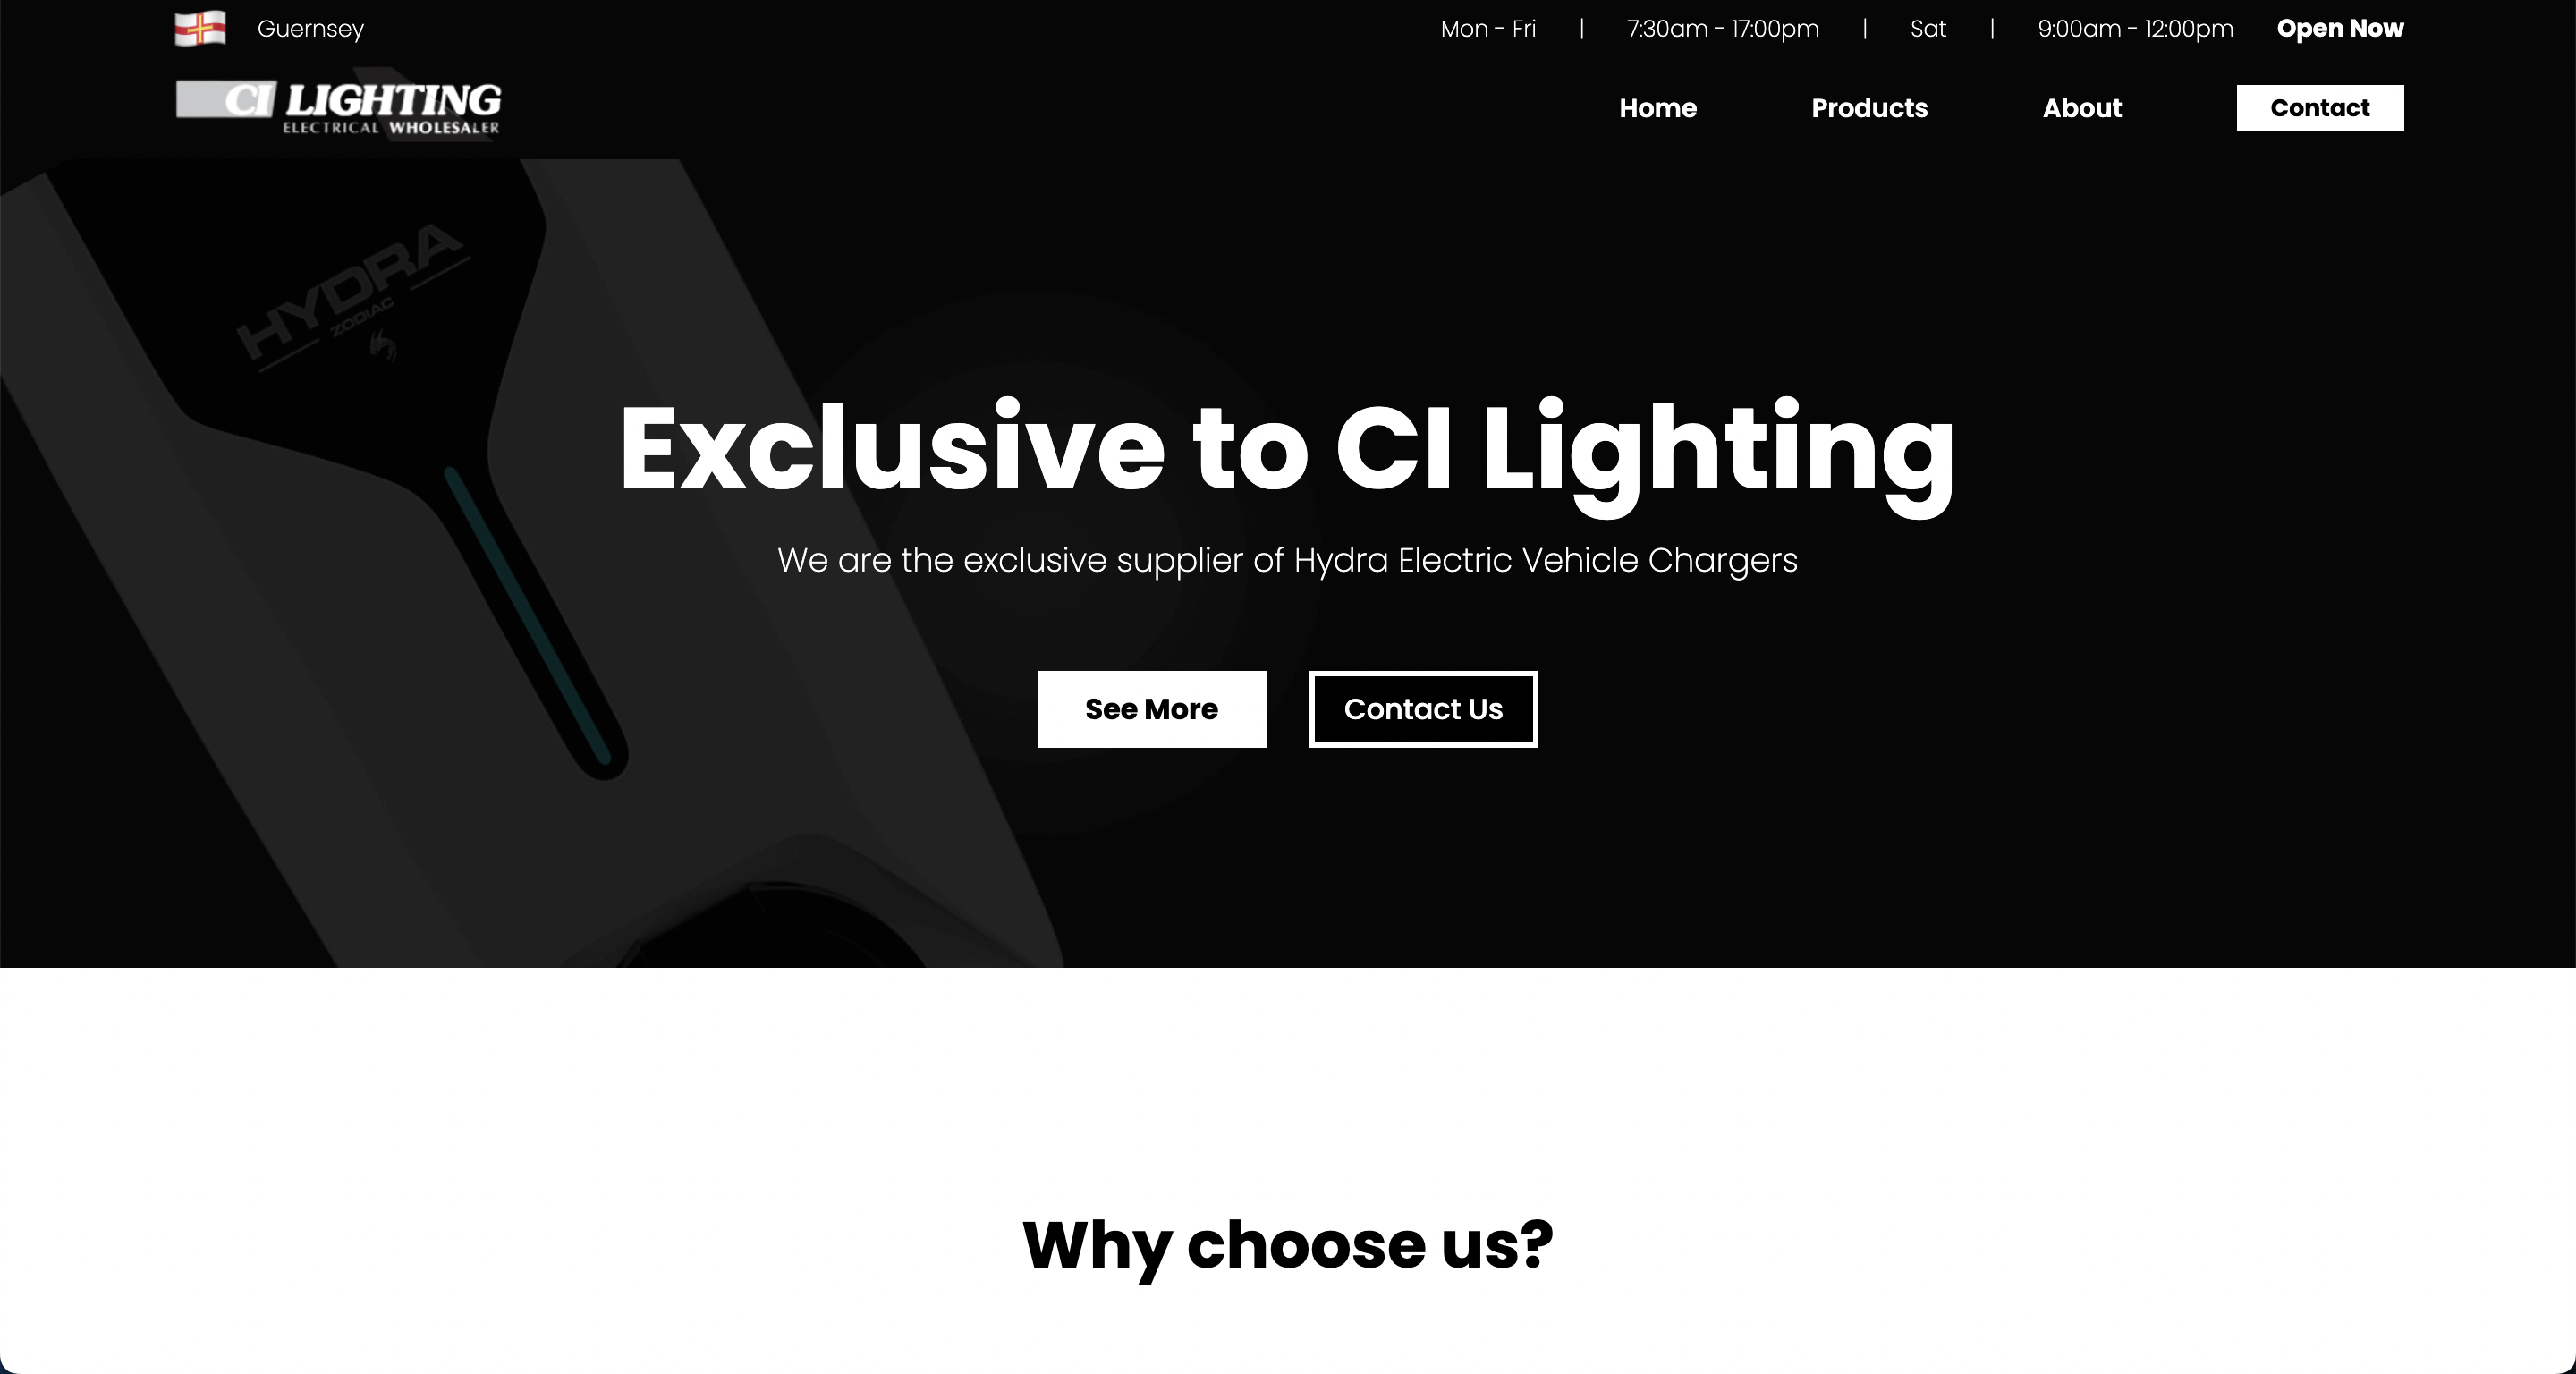 Guernsey
Mon - Fri | 7:30am - 17:00pm | Sat | 9:00am - 12:00pm Open Now
CI LIGHTING
ELECTRICAL WHOLESALER
Home Products About Contact
HYDRA
ZODIAC
Exclusive to CI Lighting
We are the exclusive supplier of Hydra Electric Vehicle Chargers
See More Contact Us
Why choose us?